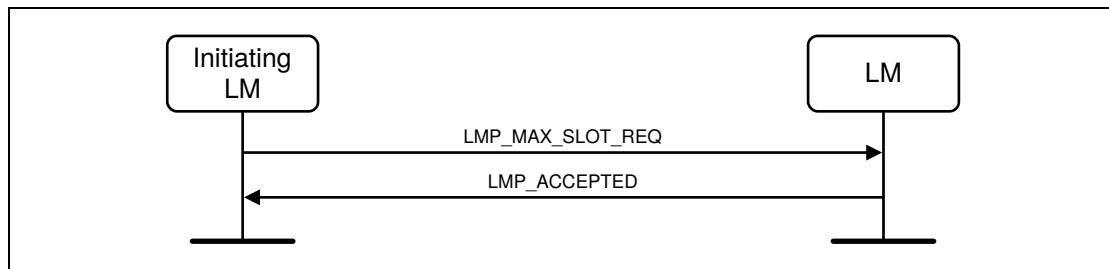 Initiating
LM
LM
LMP_MAX_SLOT_REQ
LMP_ACCEPTED